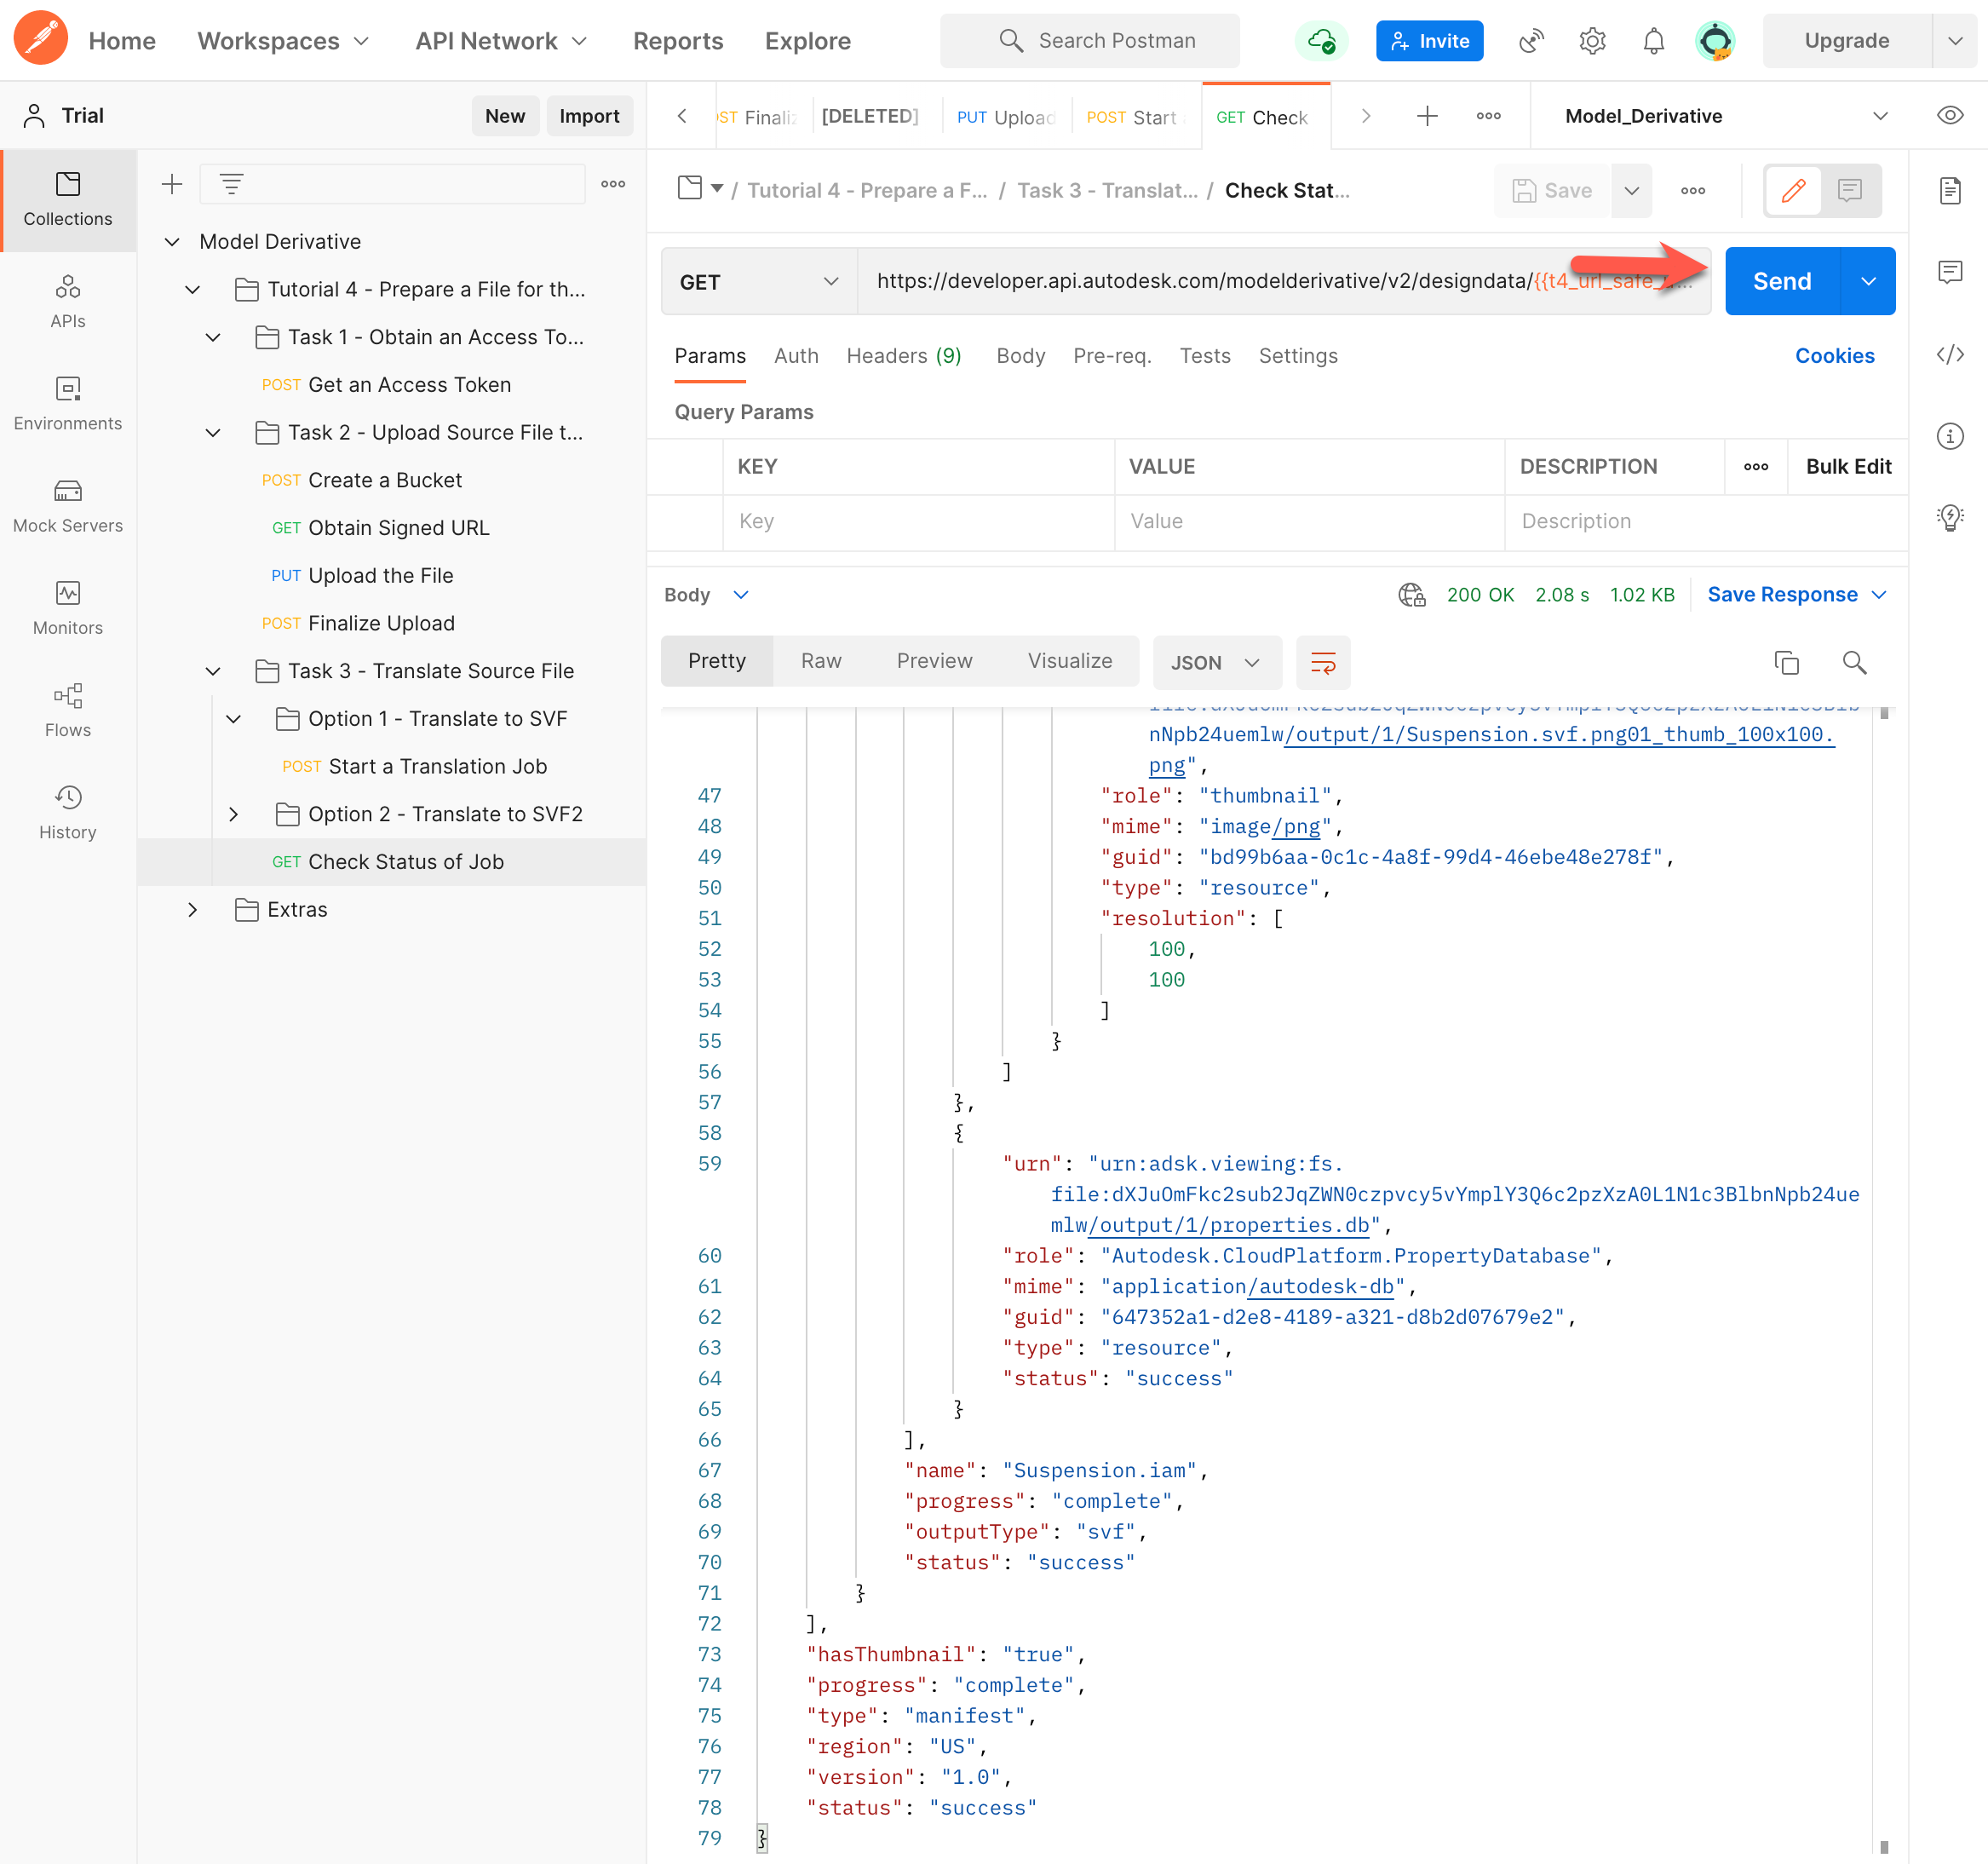 Home Workspaces API Network Reports Explore Search Postman Invite Upgrade
Trial New Import
Finaliz [DELETED] PUT Upload POST Start GET Check Model_Derivative
Collections
APIs
Environments
Mock Servers
Monitors
Flows
History
Model Derivative
Tutorial 4 - Prepare a File for th...
Task 1 - Obtain an Access To...
POST Get an Access Token
Task 2 - Upload Source File t...
POST Create a Bucket
GET Obtain Signed URL
PUT Upload the File
POST Finalize Upload
Task 3 - Translate Source File
Option 1 - Translate to SVF
POST Start a Translation Job
Option 2 - Translate to SVF2
GET Check Status of Job
Extras
/ Tutorial 4 - Prepare a F... / Task 3 - Translat... / Check Stat... Save
GET https://developer.api.autodesk.com/modelderivative/v2/designdata/{{t4_url_safe_ Send
Params Auth Headers (9) Body Pre-req. Tests Settings Cookies
Query Params
KEY VALUE DESCRIPTION Bulk Edit
Key Value Description
Body 200 OK 2.08 s 1.02 KB Save Response
Pretty Raw Preview Visualize JSON
nNpb24uemlw/output/1/Suspension.svf.png01_thumb_100x100.
png",
47 "role": "thumbnail",
48 "mime": "image/png",
49 "guid": "bd99b6aa-0c1c-4a8f-99d4-46ebe48e278f",
50 "type": "resource",
51 "resolution": [
52 100,
53 100
54 ]
55 }
56 ]
57 },
58 {
59 "urn": "urn:adsk.viewing:fs.
file:dXJuOmFkc2sub2JqZWN0czpvcy5vYmplY3Q6c2pzXzA0L1N1c3BlbnNpb24ue
mlw/output/1/properties.db",
60 "role": "Autodesk.CloudPlatform.PropertyDatabase",
61 "mime": "application/autodesk-db",
62 "guid": "647352a1-d2e8-4189-a321-d8b2d07679e2",
63 "type": "resource",
64 "status": "success"
65 }
66 ],
67 "name": "Suspension.iam",
68 "progress": "complete",
69 "outputType": "svf",
70 "status": "success"
71 }
72 ],
73 "hasThumbnail": "true",
74 "progress": "complete",
75 "type": "manifest",
76 "region": "US",
77 "version": "1.0",
78 "status": "success"
79 }